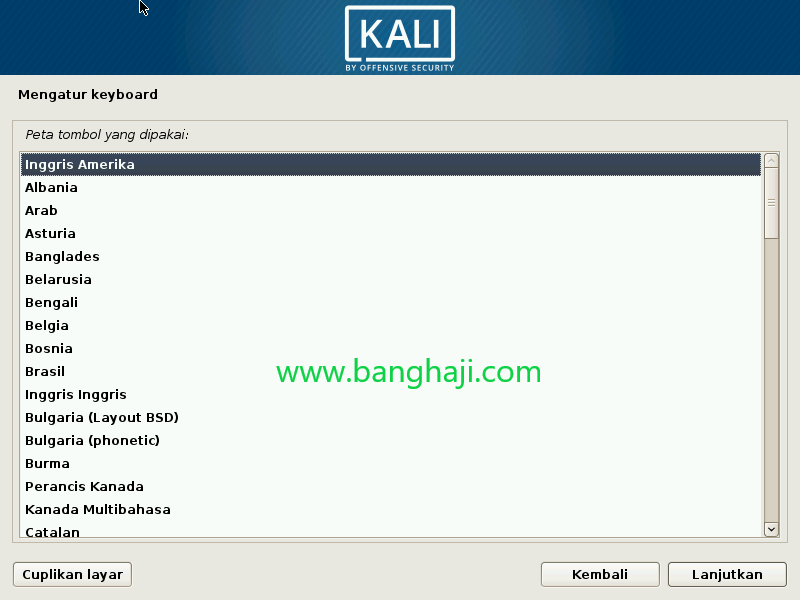 KALI
BY OFFENSIVE SECURITY
Mengatur keyboard
Peta tombol yang dipakai:
Inggris Amerika
Albania
Arab
Asturia
Banglades
Belarusia
Bengali
Belgia
Bosnia
Brasil
www.banghaji.com
Inggris Inggris
Bulgaria (Layout BSD)
Bulgaria (phonetic)
Burma
Perancis Kanada
Kanada Multibahasa
Catalan
Cuplikan layar
Kembali
Lanjutkan